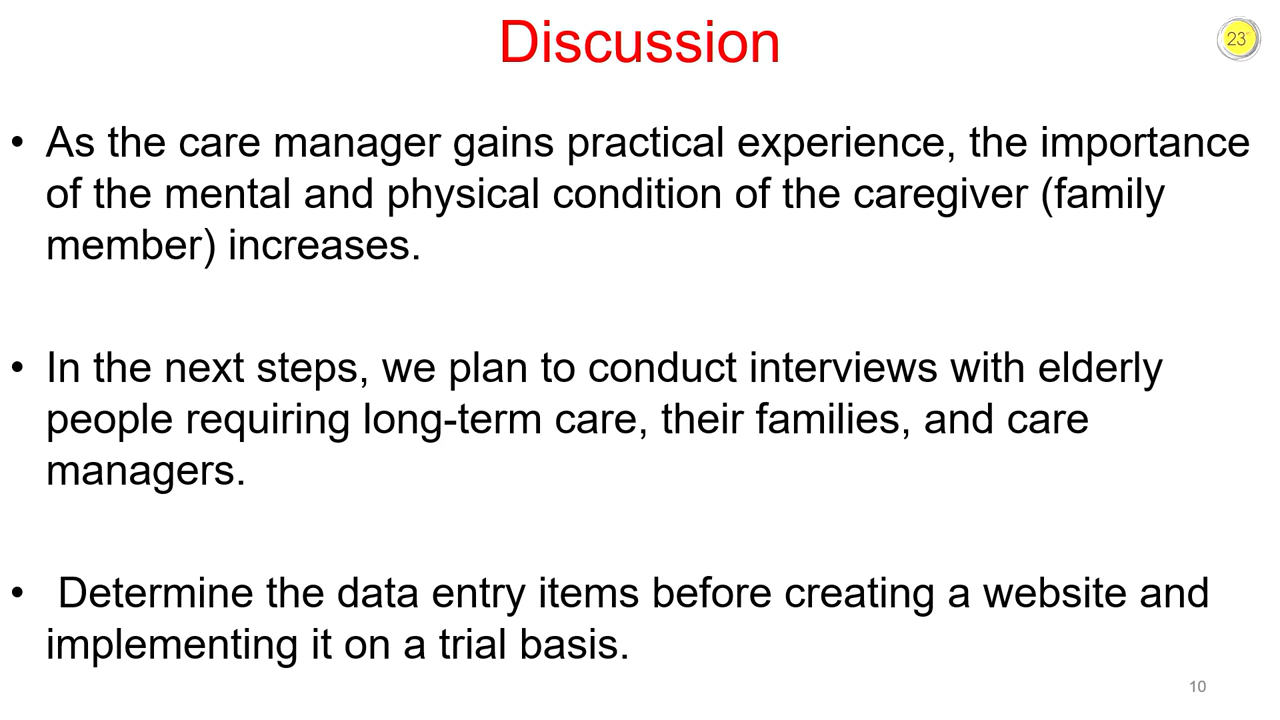 Discussion
23
• As the care manager gains practical experience, the importance
of the mental and physical condition of the caregiver (family
member) increases.
• In the next steps, we plan to conduct interviews with elderly
people requiring long-term care, their families, and care
managers.
• Determine the data entry items before creating a website and
implementing it on a trial basis.
10